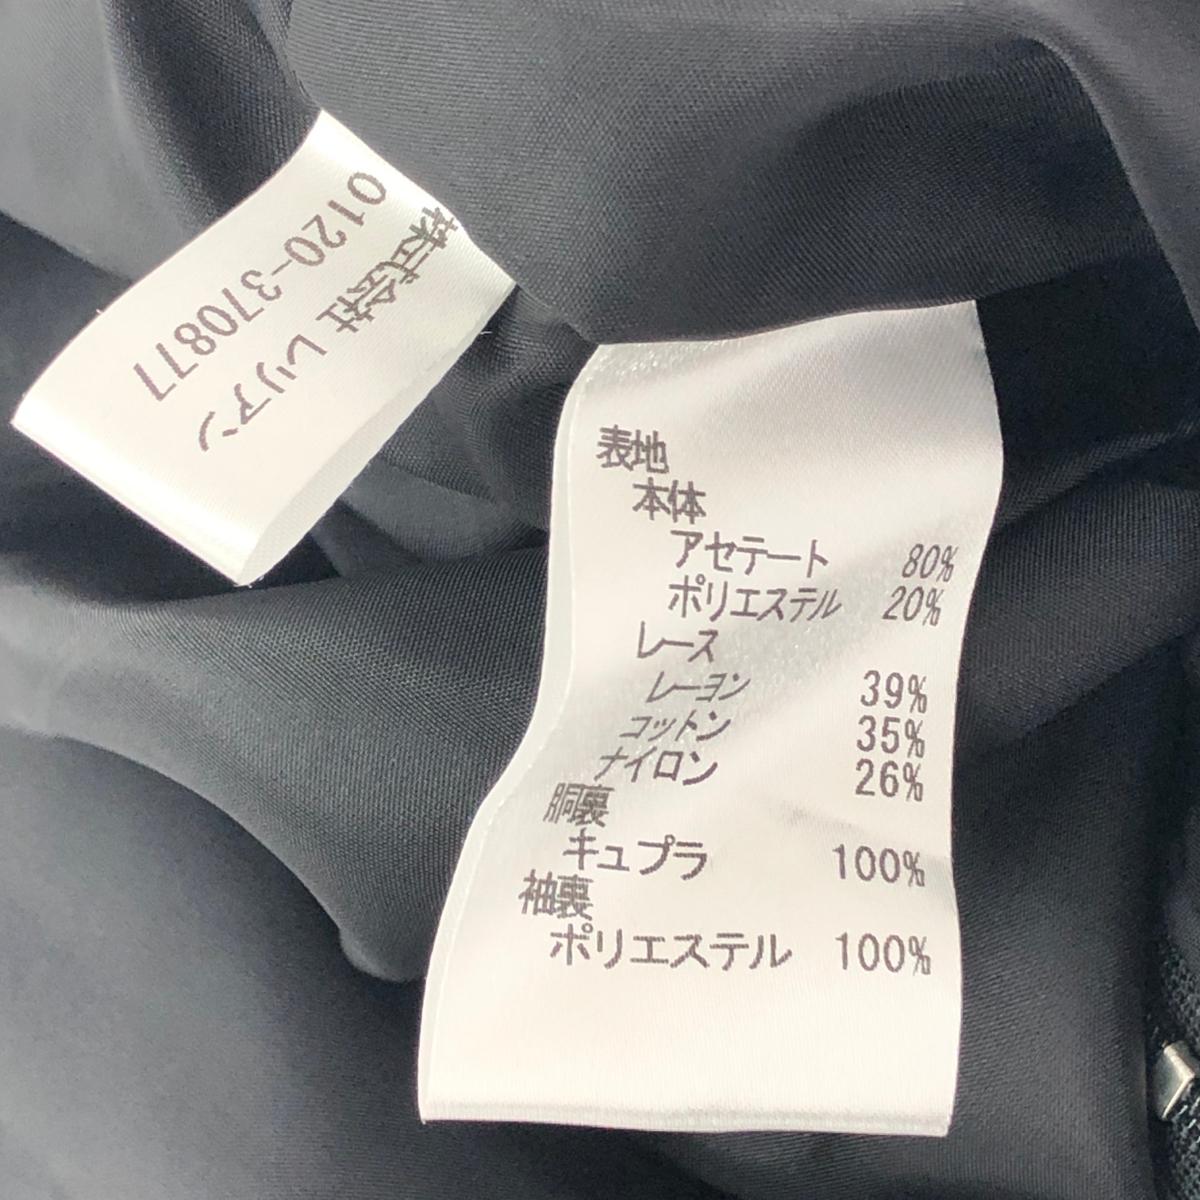 株式会社 レリアン
0120-370877
表地
本体
アセテート 80%
ポリエステル 20%
レース
レーヨン 39%
コットン 35%
ナイロン 26%
胴裏
キュプラ 100%
袖裏
ポリエステル 100%